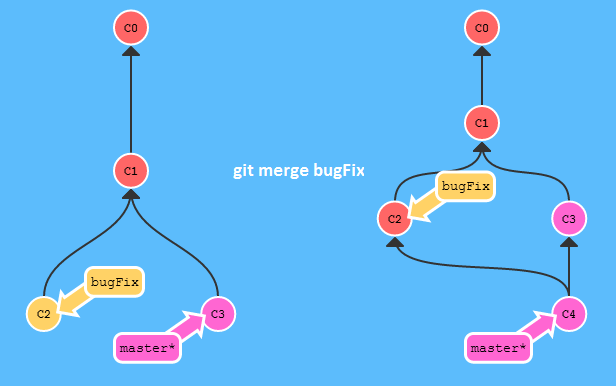 C0
C1
C2
bugFix
C3
master*
git merge bugFix
C0
C1
C2
bugFix
C3
C4
master*